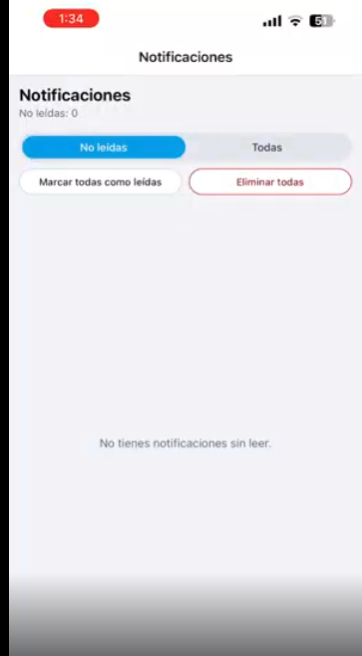 1:34
51
Notificaciones
Notificaciones
No leídas: 0
No leídas Todas
Marcar todas como leídas Eliminar todas
No tienes notificaciones sin leer.